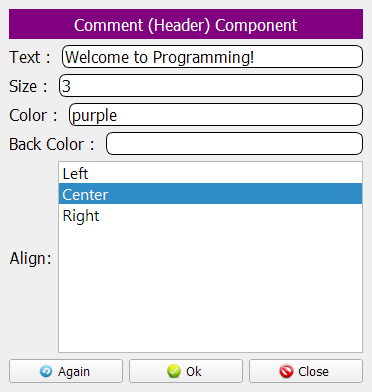 Comment (Header) Component
Text : Welcome to Programming!
Size : 3
Color : purple
Back Color :
Left
Center
Right
Align:
Again Ok Close